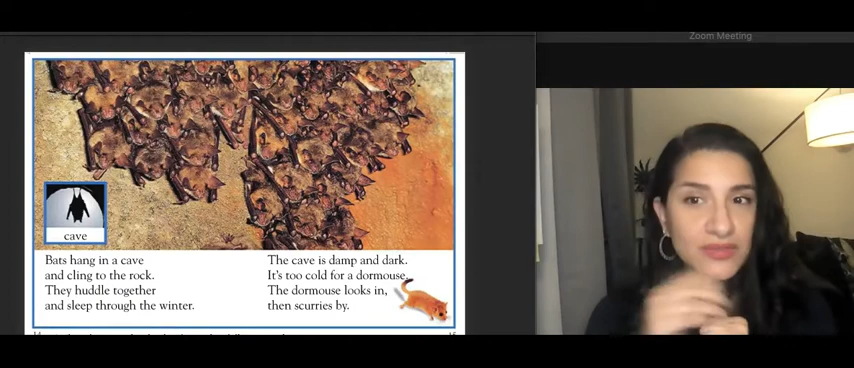 Zoom Meeting
cave
Bats hang in a cave
and cling to the rock.
They huddle together
and sleep through the winter.
The cave is damp and dark.
It's too cold for a dormouse.
The dormouse looks in,
then scurries by.